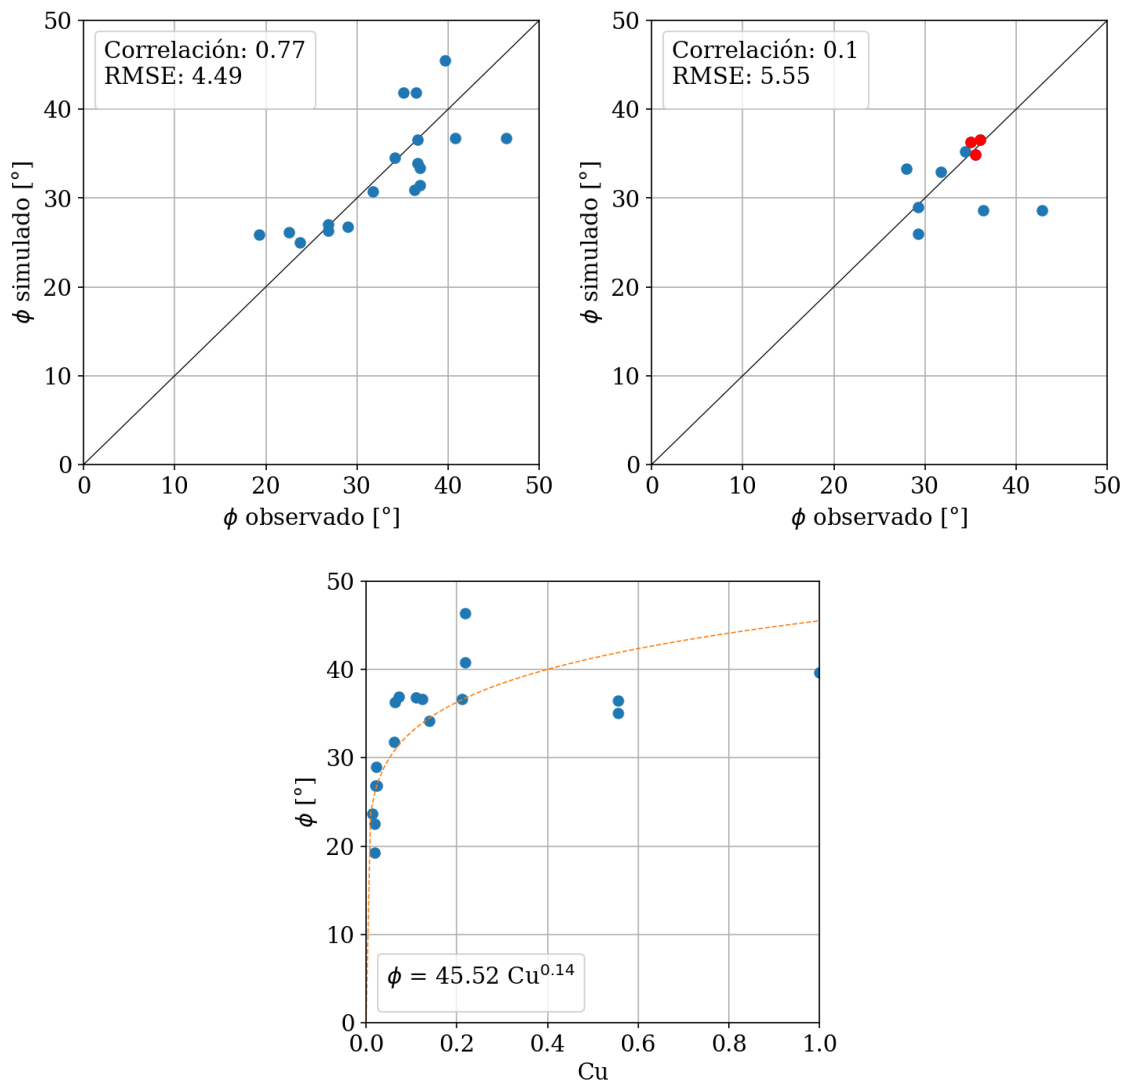 Correlación: 0.77
RMSE: 4.49
50
40
30
20
10
0
ϕ simulado [°]
0 10 20 30 40 50
ϕ observado [°]
Correlación: 0.1
RMSE: 5.55
50
40
30
20
10
0
ϕ simulado [°]
0 10 20 30 40 50
ϕ observado [°]
50
40
30
20
10
0
ϕ [°]
ϕ = 45.52 Cu^0.14
0.0 0.2 0.4 0.6 0.8 1.0
Cu